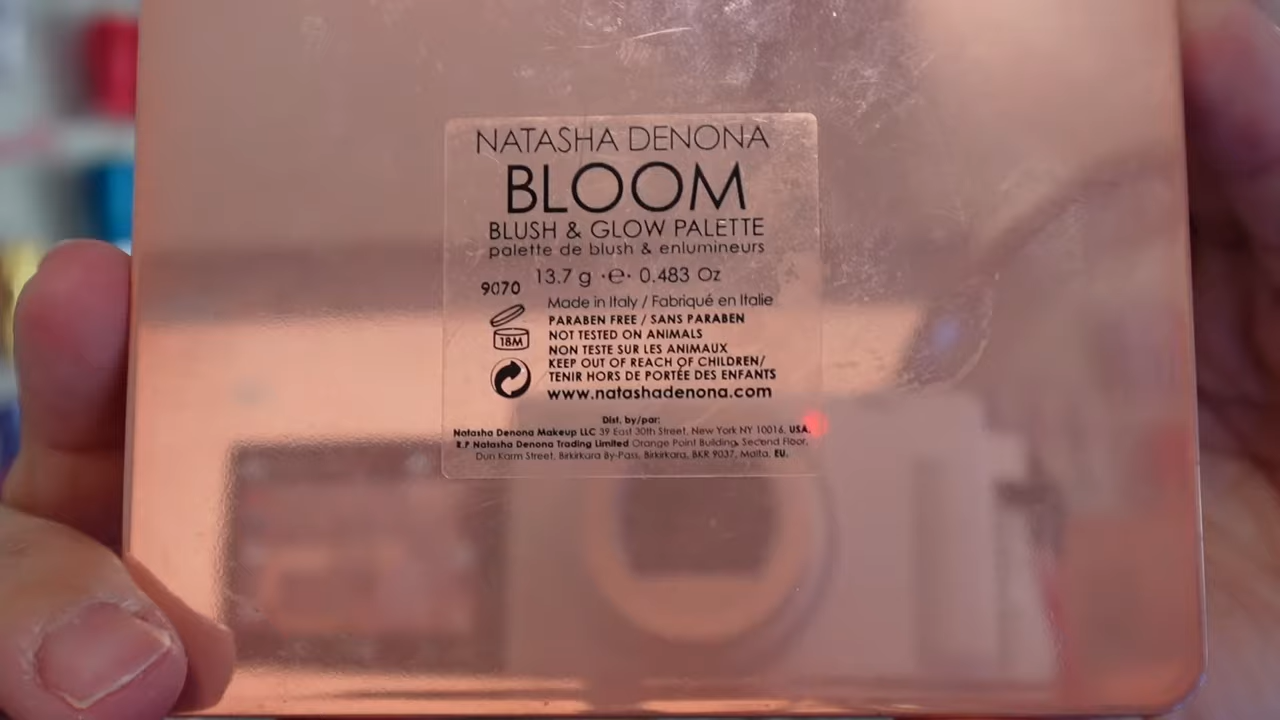 NATASHA DENONA
BLOOM
BLUSH & GLOW PALETTE
palette de blush & enlumineurs
13.7 g ·e· 0.483 Oz
9070
Made in Italy / Fabriqué en Italie
PARABEN FREE / SANS PARABEN
NOT TESTED ON ANIMALS
18M
NON TESTE SUR LES ANIMAUX
KEEP OUT OF REACH OF CHILDREN/
TENIR HORS DE PORTÉE DES ENFANTS
www.natashadenona.com
Dist. by/par:
Natasha Denona Makeup LLC 39 East 30th Street, New York NY 10016, USA.
R.P Natasha Denona Trading Limited Orange Point Building, Second Floor,
Dun Karm Street, Birkirkara By-Pass, Birkirkara, BKR 9037, Malta, EU.